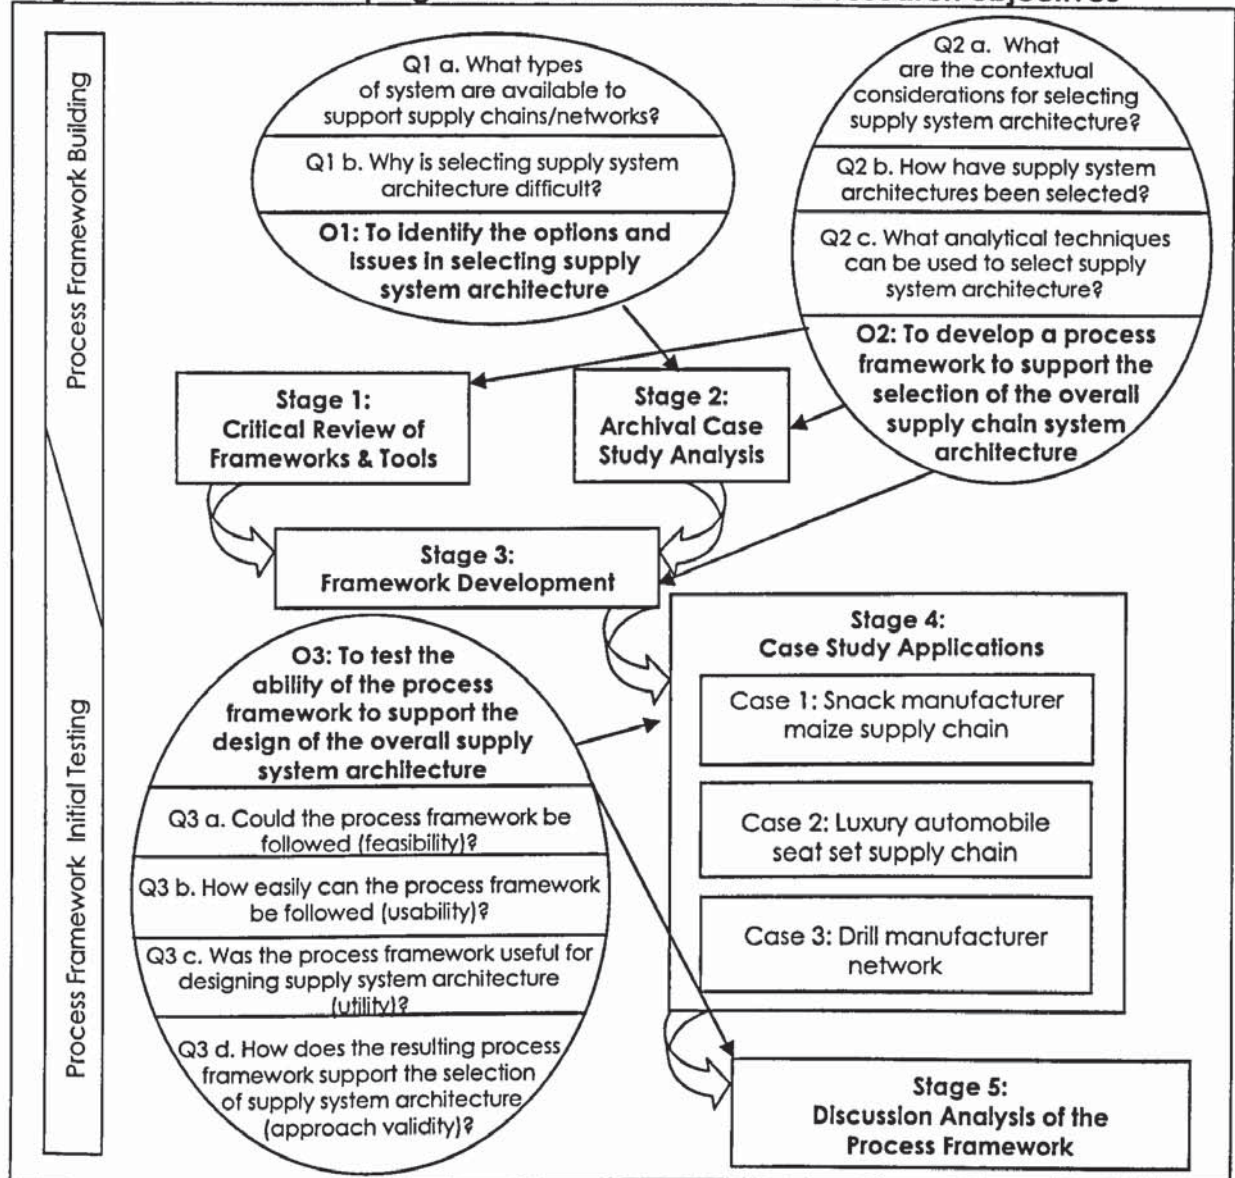 research objectives
Process Framework Building
Process Framework Initial Testing
Q1 a. What types
of system are available to
support supply chains/networks?
Q1 b. Why is selecting supply system
architecture difficult?
O1: To identify the options and
issues in selecting supply
system architecture
Q2 a. What
are the contextual
considerations for selecting
supply system architecture?
Q2 b. How have supply system
architectures been selected?
Q2 c. What analytical techniques
can be used to select supply
system architecture?
O2: To develop a process
framework to support the
selection of the overall
supply chain system
architecture
Stage 1:
Critical Review of
Frameworks & Tools
Stage 2:
Archival Case
Study Analysis
Stage 3:
Framework Development
O3: To test the
ability of the process
framework to support the
design of the overall supply
system architecture
Q3 a. Could the process framework be
followed (feasibility)?
Q3 b. How easily can the process framework
be followed (usability)?
Q3 c. Was the process framework useful for
designing supply system architecture
(utility)?
Q3 d. How does the resulting process
framework support the selection
of supply system architecture
(approach validity)?
Stage 4:
Case Study Applications
Case 1: Snack manufacturer
maize supply chain
Case 2: Luxury automobile
seat set supply chain
Case 3: Drill manufacturer
network
Stage 5:
Discussion Analysis of the
Process Framework